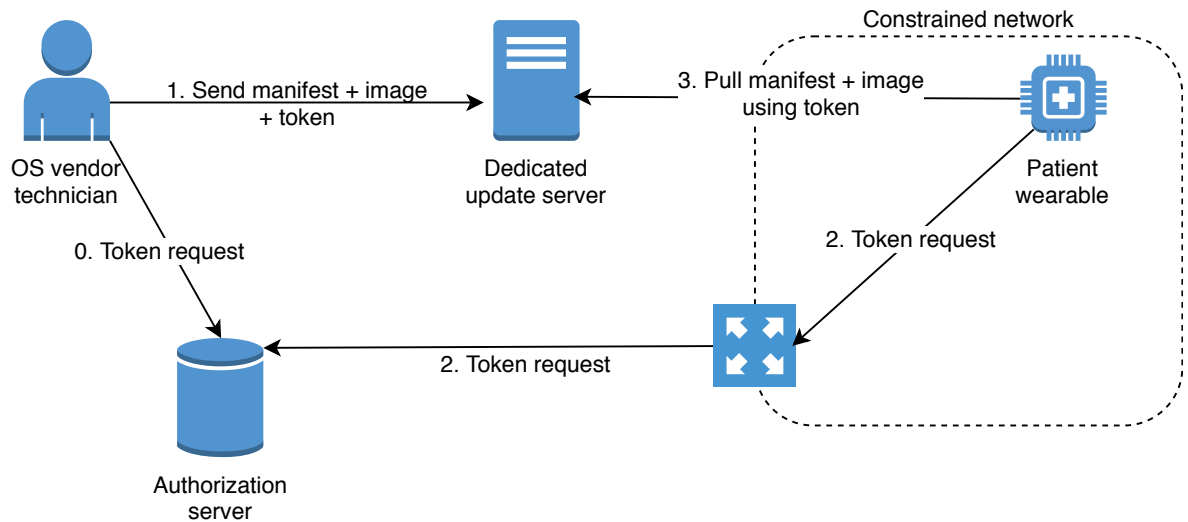 Constrained network
1. Send manifest + image
+ token
3. Pull manifest + image
using token
OS vendor
technician
Dedicated
update server
Patient
wearable
0. Token request
2. Token request
2. Token request
Authorization
server